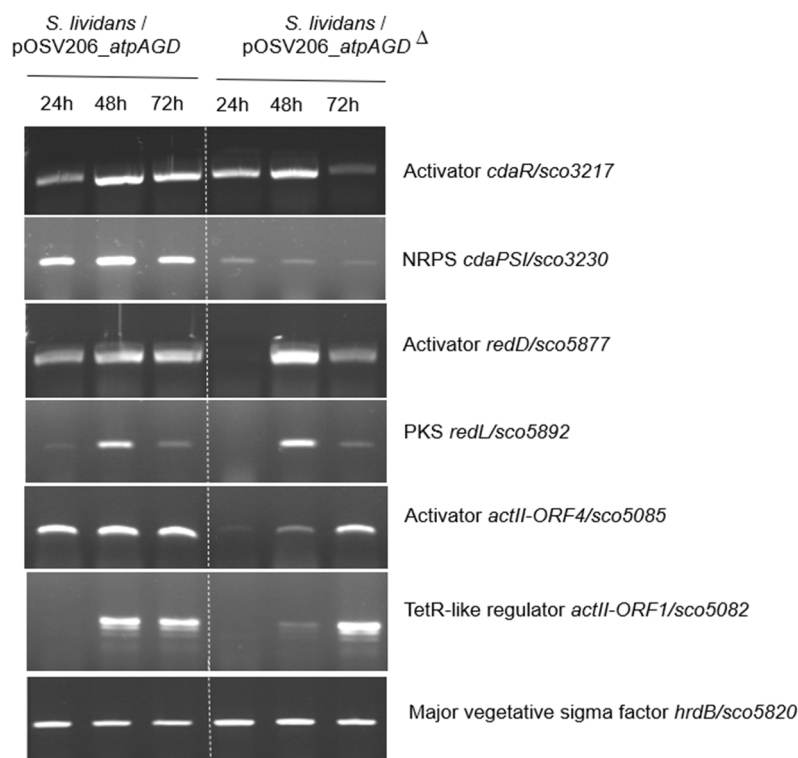 S. lividans /
pOSV206_atpAGD
S. lividans /
pOSV206_atpAGD Δ
24h 48h 72h 24h 48h 72h
Activator cdaR/sco3217
NRPS cdaPSI/sco3230
Activator redD/sco5877
PKS redL/sco5892
Activator actII-ORF4/sco5085
TetR-like regulator actII-ORF1/sco5082
Major vegetative sigma factor hrdB/sco5820